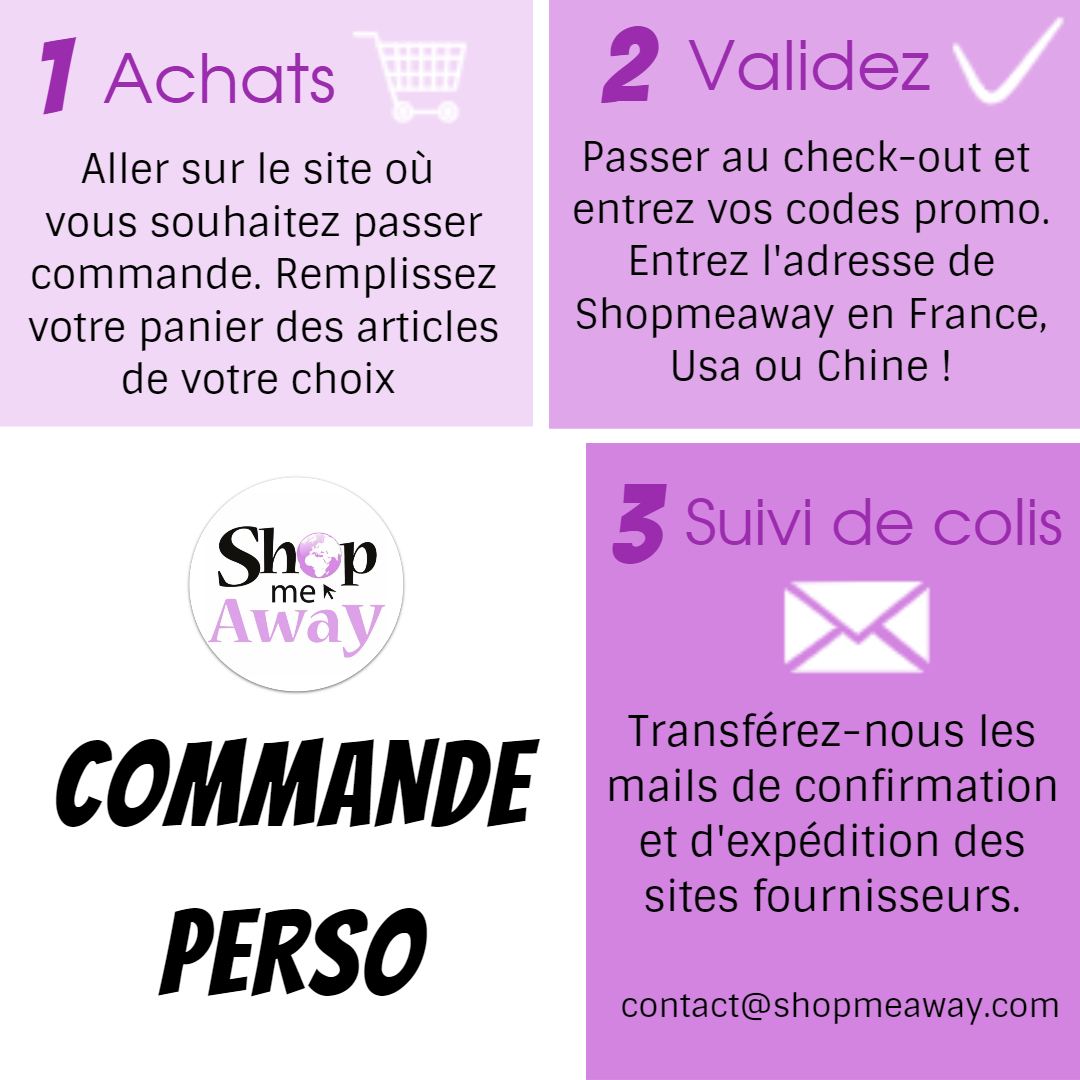 1 Achats
Aller sur le site où
vous souhaitez passer
commande. Remplissez
votre panier des articles
de votre choix
2 Validez
Passer au check-out et
entrez vos codes promo.
Entrez l'adresse de
Shopmeaway en France,
Usa ou Chine !
Shop
me
Away
COMMANDE
PERSO
3 Suivi de colis
Transférez-nous les
mails de confirmation
et d'expédition des
sites fournisseurs.
contact@shopmeaway.com